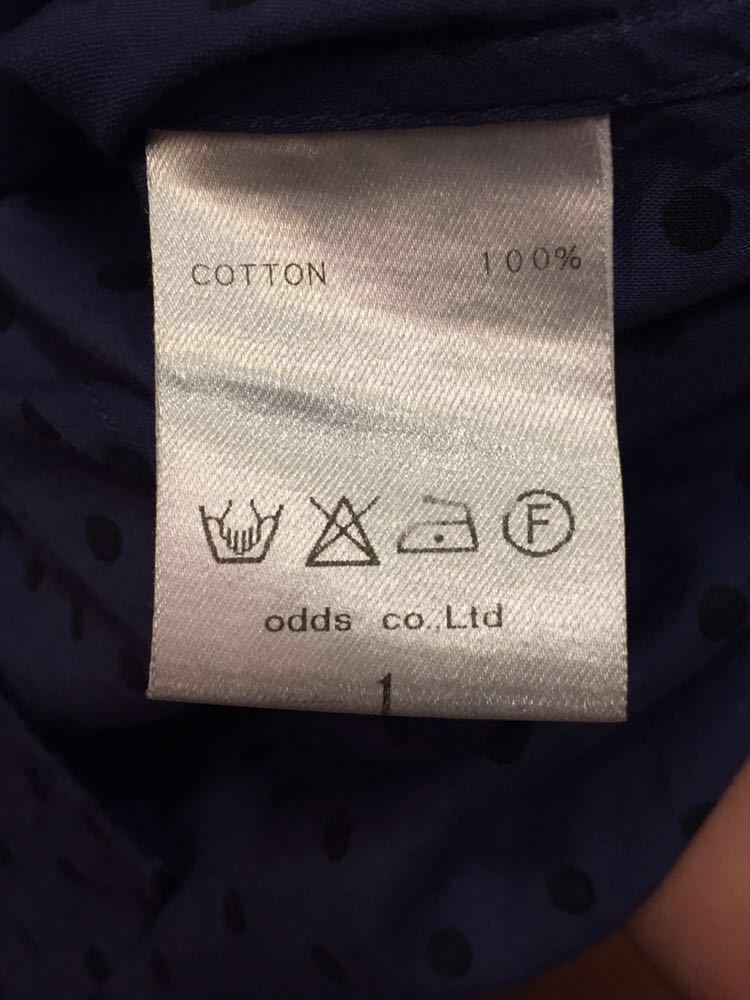 COTTON 100%
F
odds co.,Ltd
1